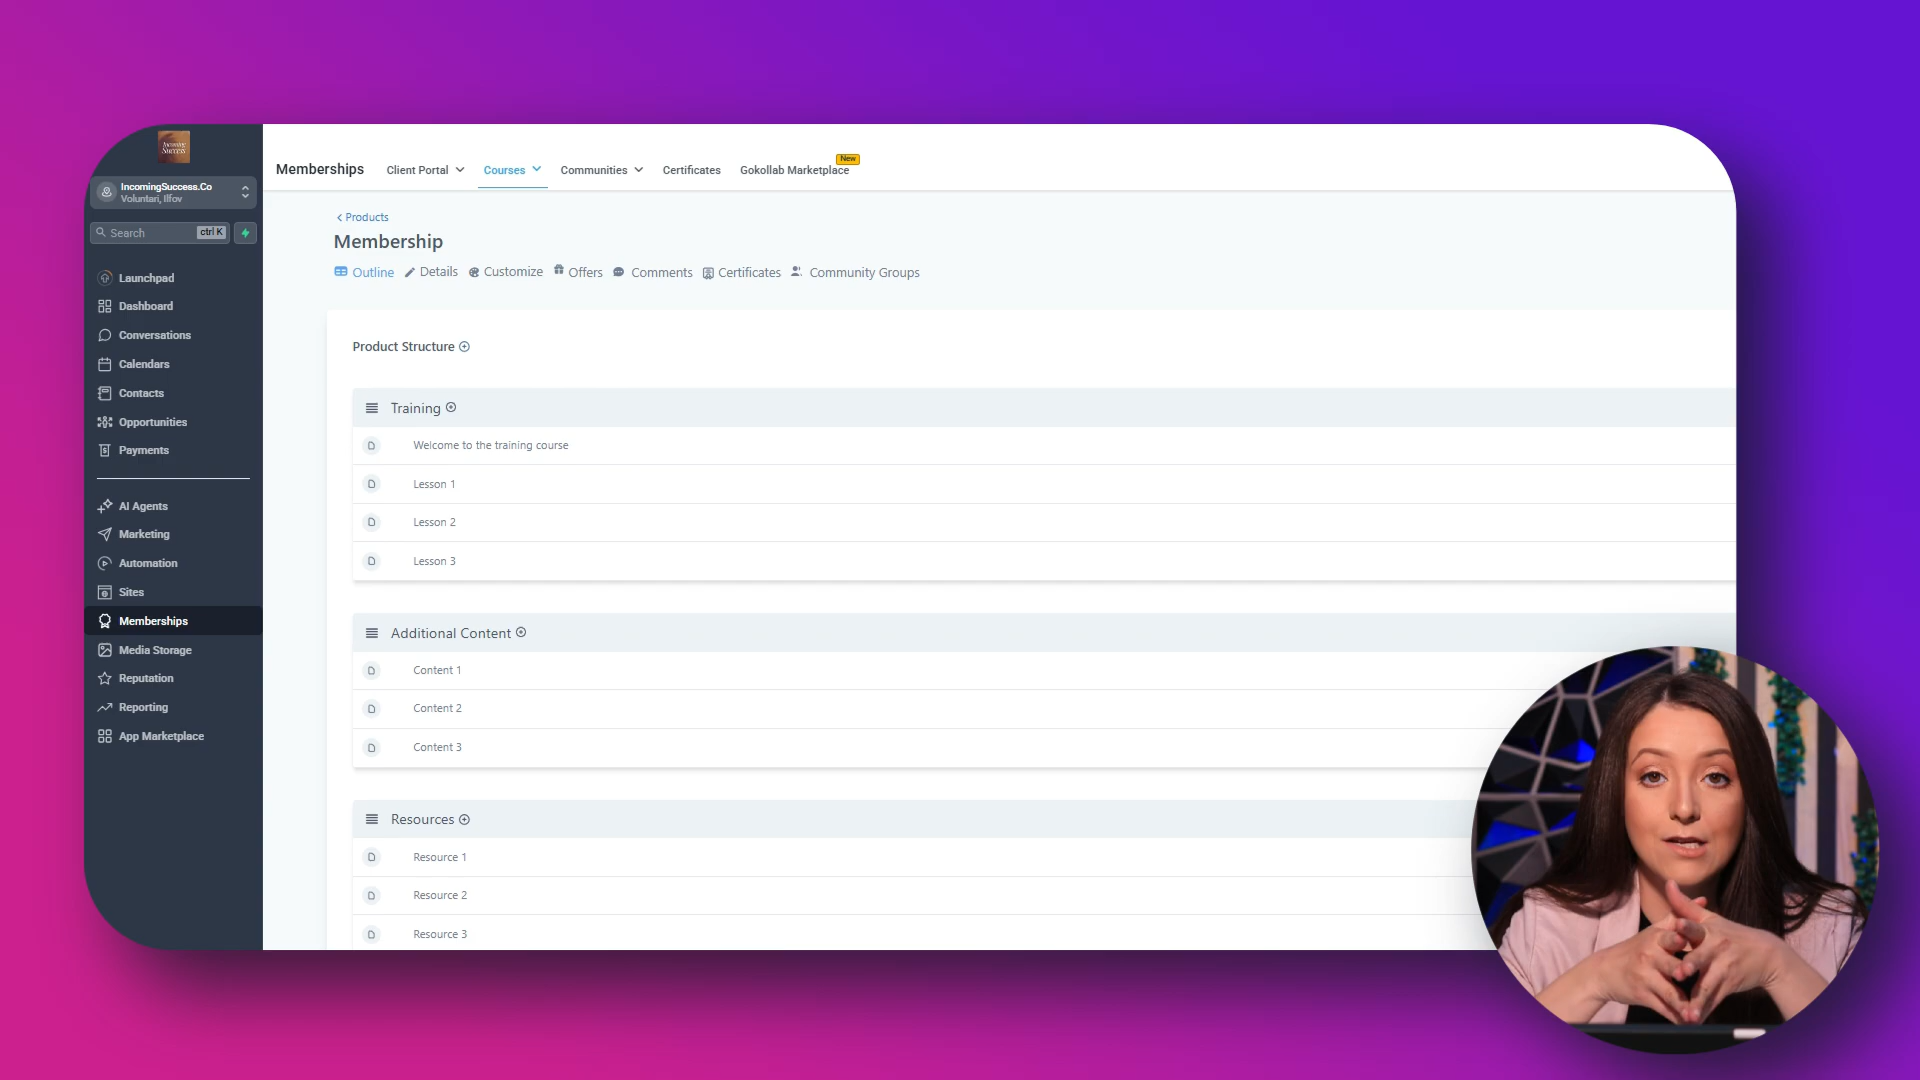 Incoming
Success
IncomingSuccess.Co
Voluntari, Ilfov
Search
ctrl K
Launchpad
Dashboard
Conversations
Calendars
Contacts
Opportunities
Payments
AI Agents
Marketing
Automation
Sites
Memberships
Media Storage
Reputation
Reporting
App Marketplace
Memberships
Client Portal
Courses
Communities
Certificates
Gokollab Marketplace
New
Products
Membership
Outline
Details
Customize
Offers
Comments
Certificates
Community Groups
Product Structure
Training
Welcome to the training course
Lesson 1
Lesson 2
Lesson 3
Additional Content
Content 1
Content 2
Content 3
Resources
Resource 1
Resource 2
Resource 3